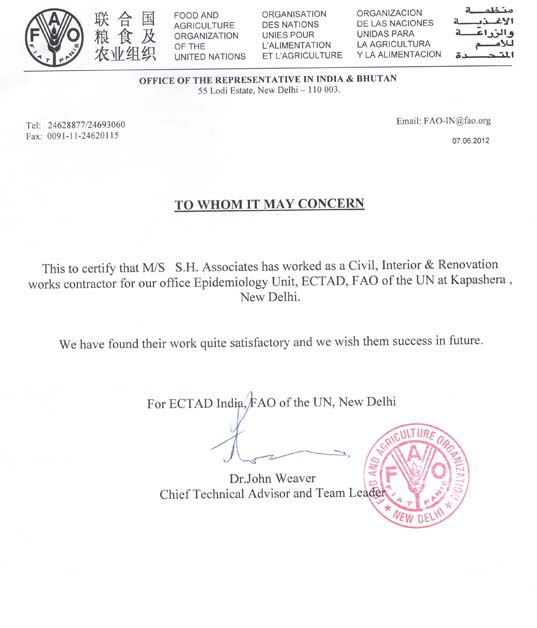 F A O
FIAT PANIS
联合国
粮食及
农业组织
FOOD AND
AGRICULTURE
ORGANIZATION
OF THE
UNITED NATIONS
ORGANISATION
DES NATIONS
UNIES POUR
L'ALIMENTATION
ET L'AGRICULTURE
ORGANIZACION
DE LAS NACIONES
UNIDAS PARA
LA AGRICULTURA
Y LA ALIMENTACION
منظمـــة
الاغذيـــة
والزراعـــة
للامـــم
المتحـــدة
OFFICE OF THE REPRESENTATIVE IN INDIA & BHUTAN
55 Lodi Estate, New Delhi – 110 003.
Tel: 24628877/24693060
Fax: 0091-11-24620115
Email: FAO-IN@fao.org
07.06.2012
TO WHOM IT MAY CONCERN
This to certify that M/S S.H. Associates has worked as a Civil, Interior & Renovation
works contractor for our office Epidemiology Unit, ECTAD, FAO of the UN at Kapashera ,
New Delhi.
We have found their work quite satisfactory and we wish them success in future.
For ECTAD India, FAO of the UN, New Delhi
Dr.John Weaver
Chief Technical Advisor and Team Leader
FOOD AND AGRICULTURE ORGANIZATION
F A O
FIAT PANIS
★ NEW DELHI ★